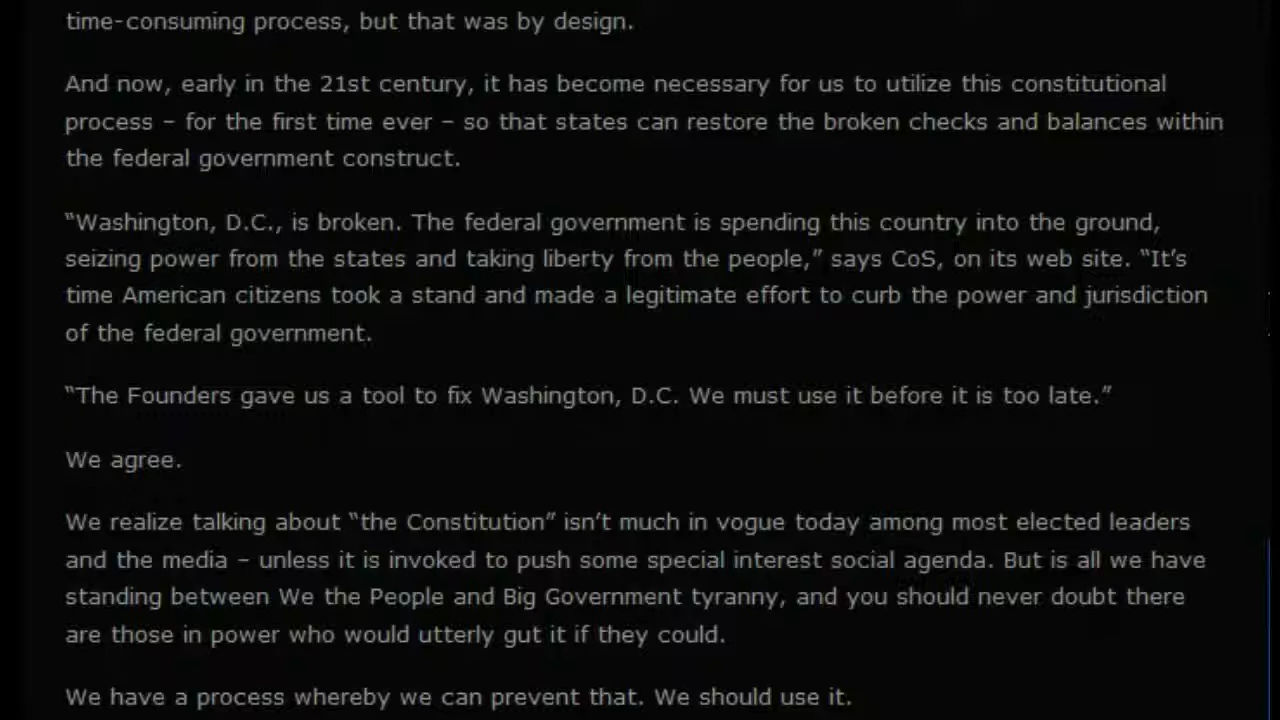 time-consuming process, but that was by design.
And now, early in the 21st century, it has become necessary for us to utilize this constitutional
process – for the first time ever – so that states can restore the broken checks and balances within
the federal government construct.
“Washington, D.C., is broken. The federal government is spending this country into the ground,
seizing power from the states and taking liberty from the people,” says CoS, on its web site. “It’s
time American citizens took a stand and made a legitimate effort to curb the power and jurisdiction
of the federal government.
“The Founders gave us a tool to fix Washington, D.C. We must use it before it is too late.”
We agree.
We realize talking about “the Constitution” isn’t much in vogue today among most elected leaders
and the media – unless it is invoked to push some special interest social agenda. But is all we have
standing between We the People and Big Government tyranny, and you should never doubt there
are those in power who would utterly gut it if they could.
We have a process whereby we can prevent that. We should use it.